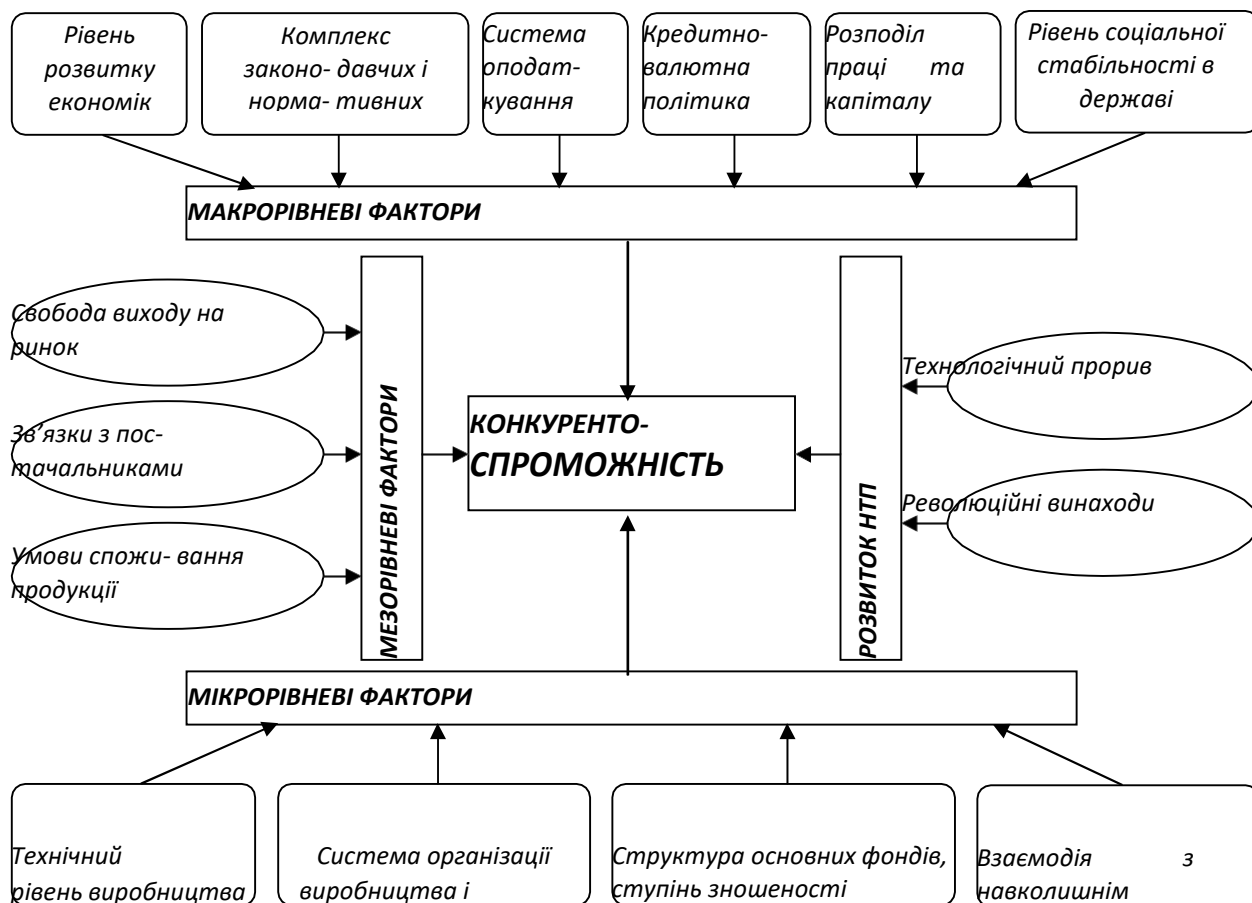 Рівень
розвитку
економік
Комплекс
законо- давчих і
норма- тивних
Система
оподат-
кування
Кредитно-
валютна
політика
Розподіл
праці та
капіталу
Рівень соціальної
стабільності в
державі
МАКРОРІВНЕВІ ФАКТОРИ
Свобода виходу на
ринок
Зв’язки з пос-
тачальниками
Умови спожи- вання
продукції
МЕЗОРІВНЕВІ ФАКТОРИ
КОНКУРЕНТО-
СПРОМОЖНІСТЬ
РОЗВИТОК НТП
Технологічний прорив
Революційні винаходи
МІКРОРІВНЕВІ ФАКТОРИ
Технічний
рівень виробництва
Система організації
виробництва і
Структура основних фондів,
ступінь зношеності
Взаємодія з
навколишнім